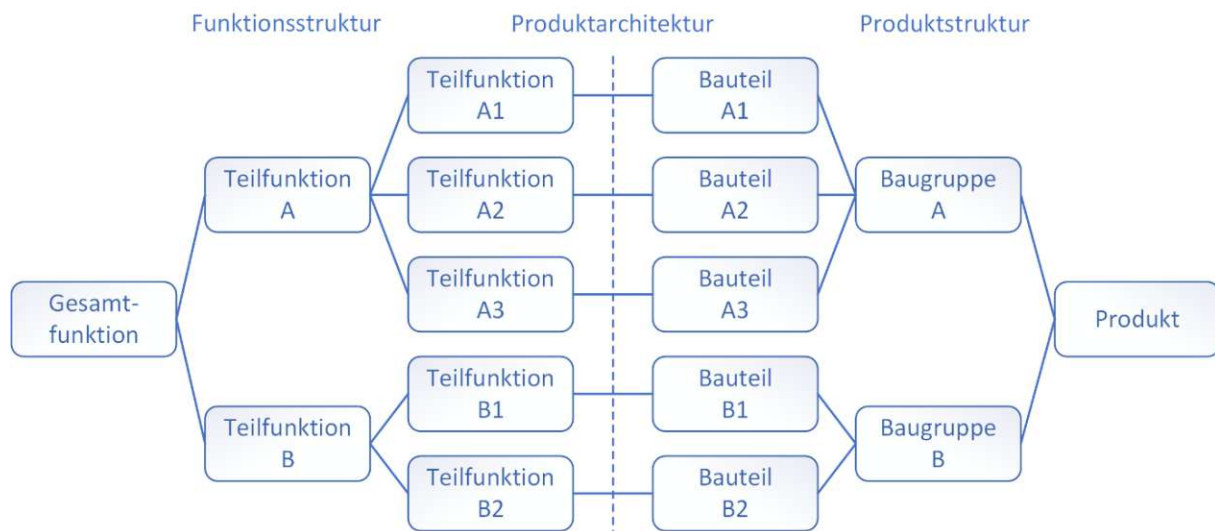 Funktionsstruktur
Produktarchitektur
Produktstruktur
Teilfunktion
A1
Bauteil
A1
Teilfunktion
A
Teilfunktion
A2
Bauteil
A2
Baugruppe
A
Teilfunktion
A3
Bauteil
A3
Gesamt-
funktion
Produkt
Teilfunktion
B1
Bauteil
B1
Teilfunktion
B
Baugruppe
B
Teilfunktion
B2
Bauteil
B2